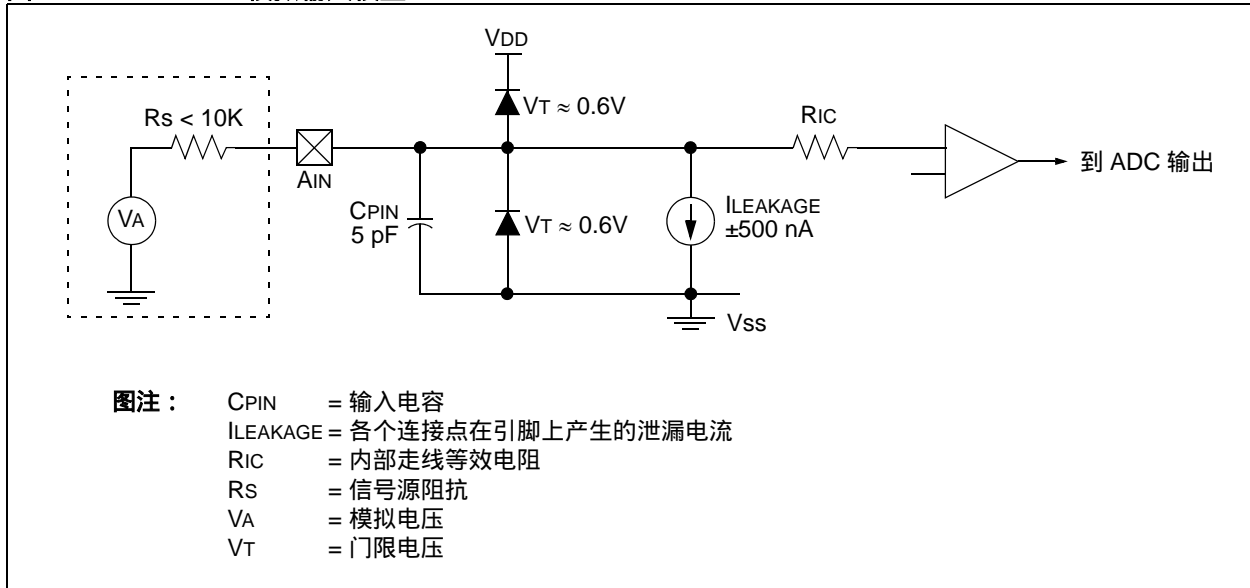 VDD
VT ≈ 0.6V
RS < 10K
RIC
AIN
到 ADC 输出
VA
CPIN
5 pF
VT ≈ 0.6V
ILEAKAGE
±500 nA
Vss
图注：
CPIN = 输入电容
ILEAKAGE = 各个连接点在引脚上产生的泄漏电流
RIC = 内部走线等效电阻
RS = 信号源阻抗
VA = 模拟电压
VT = 门限电压